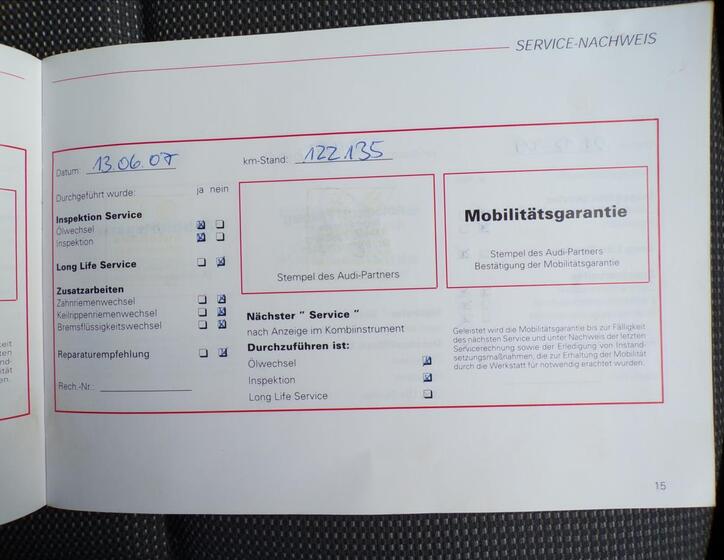 SERVICE-NACHWEIS
Datum: 13.06.07
km-Stand: 122.135
Durchgeführt wurde: ja nein
Inspektion Service
Ölwechsel
Inspektion
Long Life Service
Zusatzarbeiten
Zahnriemenwechsel
Keilrippenriemenwechsel
Bremsflüssigkeitswechsel
Reparaturempfehlung
Rech.-Nr.:
Stempel des Audi-Partners
Nächster " Service "
nach Anzeige im Kombiinstrument
Durchzuführen ist:
Ölwechsel
Inspektion
Long Life Service
Mobilitätsgarantie
Stempel des Audi-Partners
Bestätigung der Mobilitätsgarantie
Geleistet wird die Mobilitätsgarantie bis zur Fälligkeit
des nächsten Service und unter Nachweis der letzten
Servicerechnung sowie der Erledigung von Instand-
setzungsmaßnahmen, die zur Erhaltung der Mobilität
durch die Werkstatt für notwendig erachtet wurden.
15